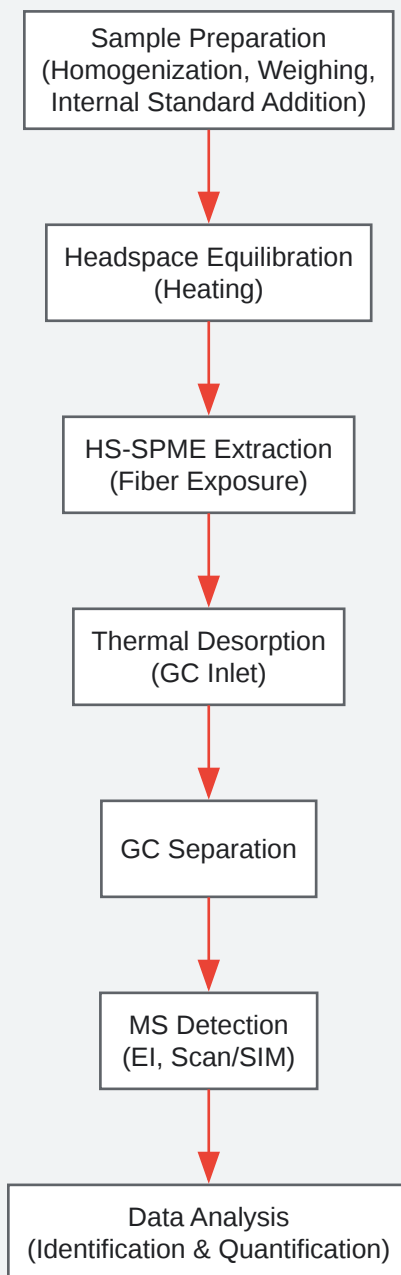 Sample Preparation
(Homogenization, Weighing,
Internal Standard Addition)
Headspace Equilibration
(Heating)
HS-SPME Extraction
(Fiber Exposure)
Thermal Desorption
(GC Inlet)
GC Separation
MS Detection
(EI, Scan/SIM)
Data Analysis
(Identification & Quantification)